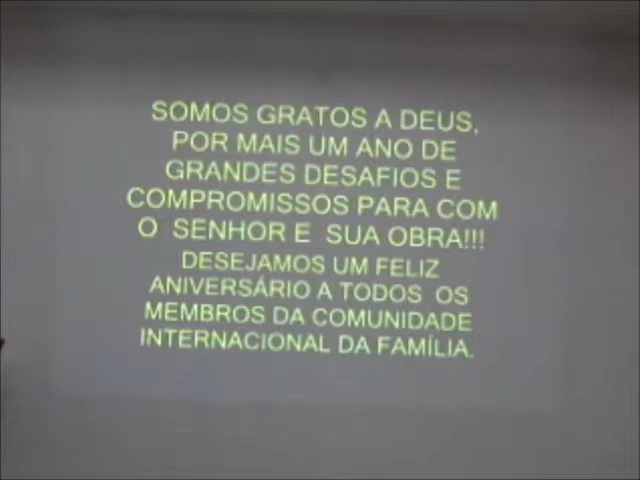 SOMOS GRATOS A DEUS,
POR MAIS UM ANO DE
GRANDES DESAFIOS E
COMPROMISSOS PARA COM
O SENHOR E SUA OBRA!!!
DESEJAMOS UM FELIZ
ANIVERSÁRIO A TODOS OS
MEMBROS DA COMUNIDADE
INTERNACIONAL DA FAMÍLIA.